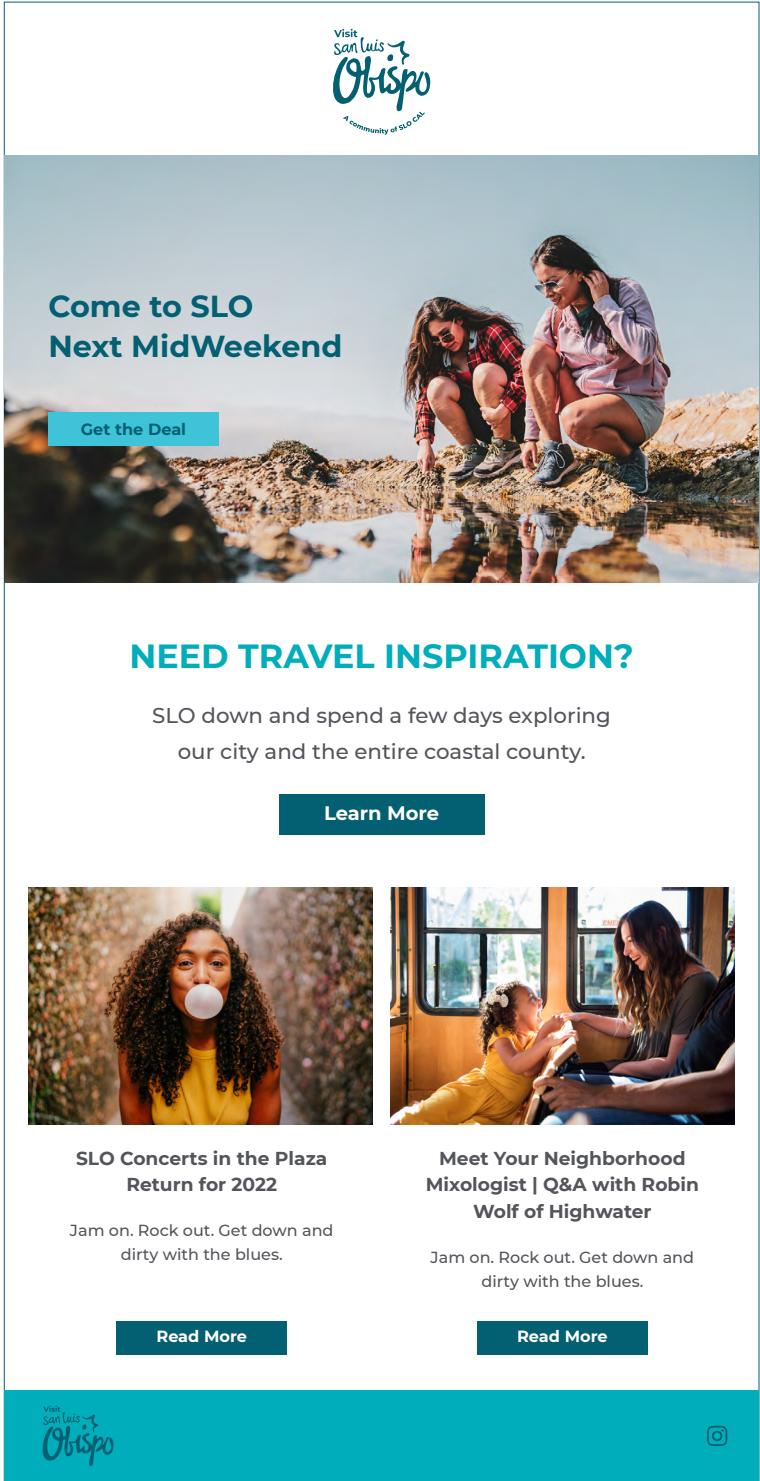 Visit
San Luis
Obispo
A community of SLO CAL
Come to SLO
Next MidWeekend
Get the Deal
NEED TRAVEL INSPIRATION?
SLO down and spend a few days exploring
our city and the entire coastal county.
Learn More
SLO Concerts in the Plaza
Return for 2022
Jam on. Rock out. Get down and
dirty with the blues.
Read More
Meet Your Neighborhood
Mixologist | Q&A with Robin
Wolf of Highwater
Jam on. Rock out. Get down and
dirty with the blues.
Read More
Visit
San Luis
Obispo